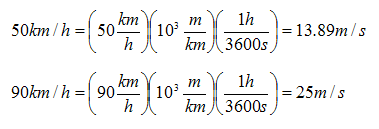 50km / h = (50 km/h)(10³ m/km)(1h/3600s) = 13.89m / s
90km / h = (90 km/h)(10³ m/km)(1h/3600s) = 25m / s